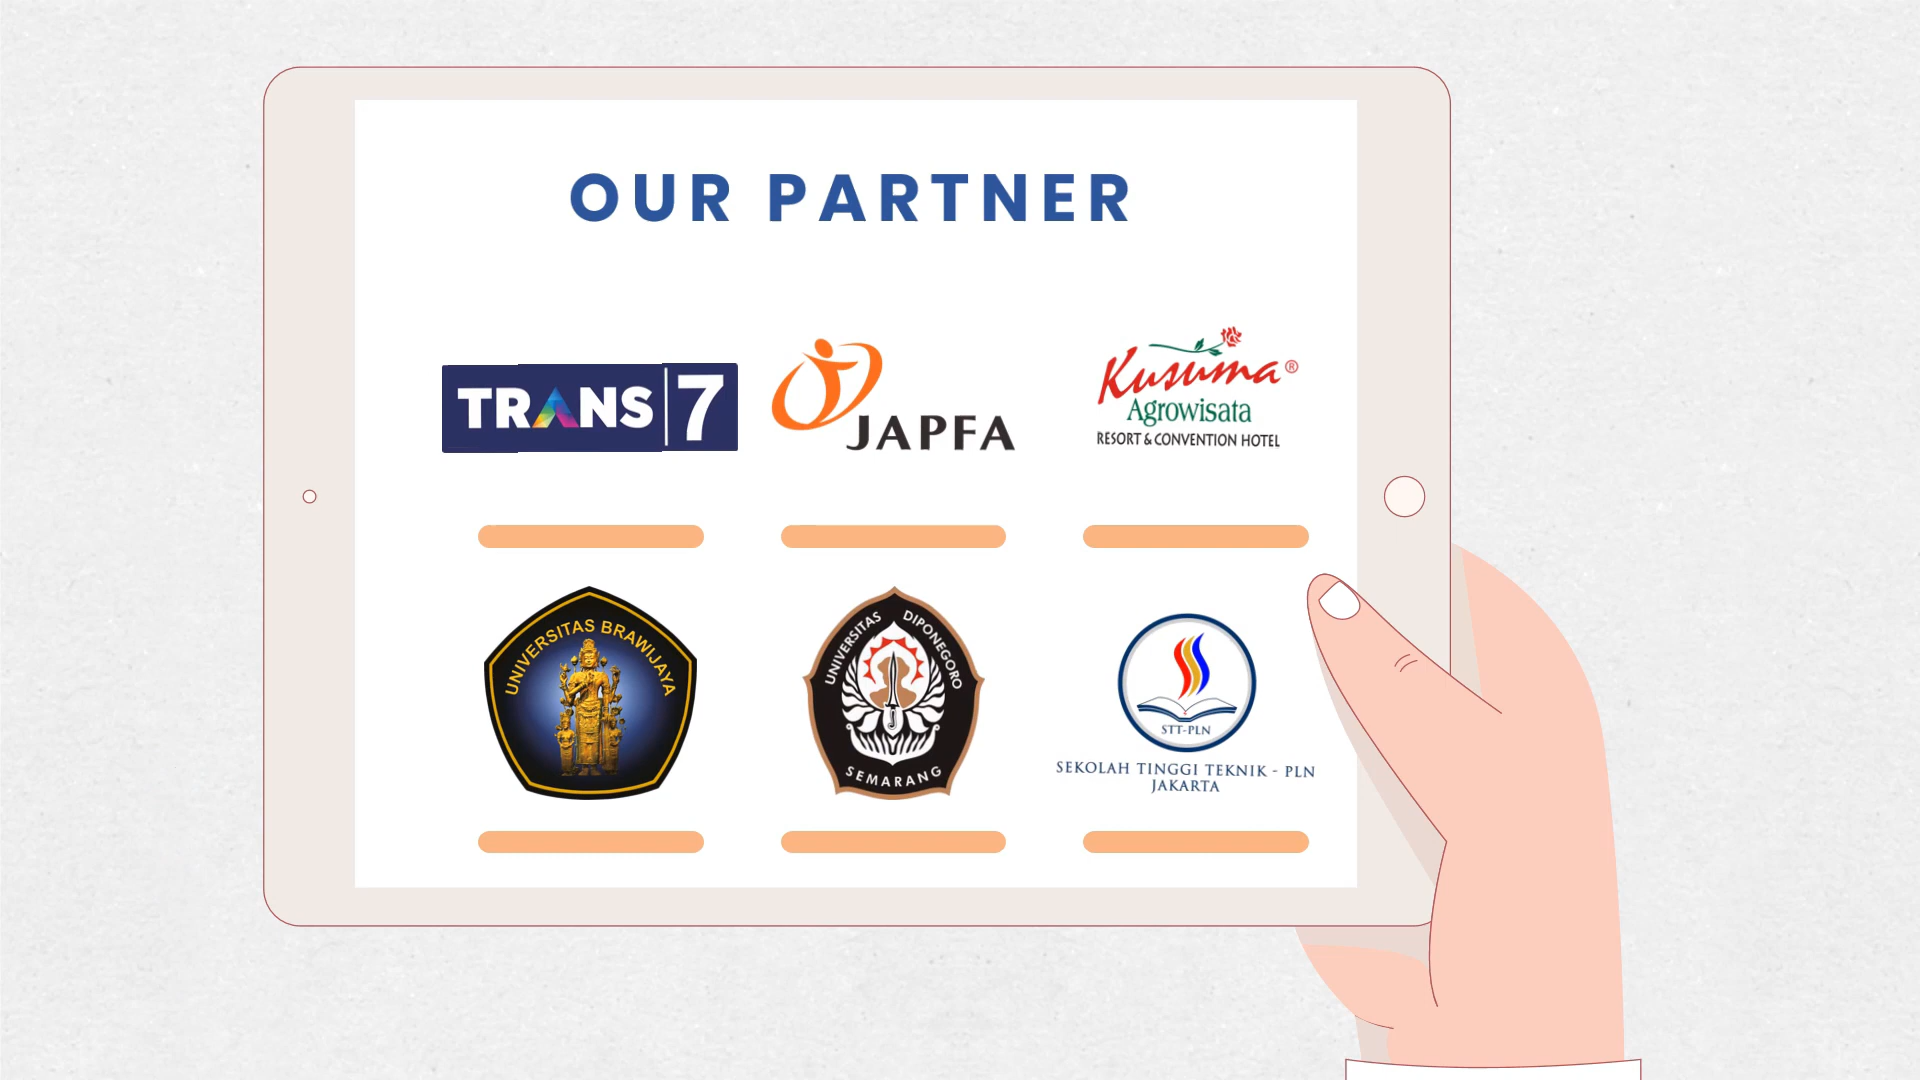 OUR PARTNER
TRANS 7
JAPFA
Kusuma®
Agrowisata
RESORT & CONVENTION HOTEL
UNIVERSITAS BRAWIJAYA
UNIVERSITAS DIPONEGORO
SEMARANG
STT-PLN
SEKOLAH TINGGI TEKNIK - PLN
JAKARTA